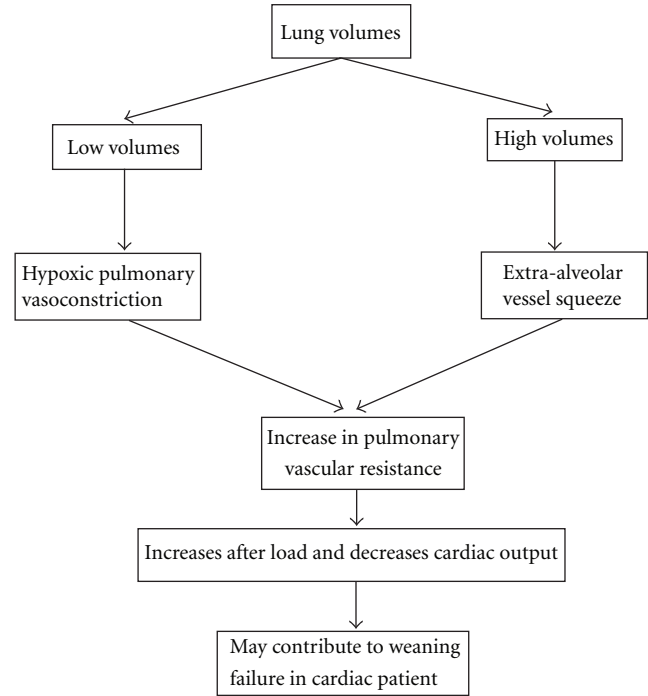 Lung volumes
Low volumes
High volumes
Hypoxic pulmonary
vasoconstriction
Extra-alveolar
vessel squeeze
Increase in pulmonary
vascular resistance
Increases after load and decreases cardiac output
May contribute to weaning
failure in cardiac patient